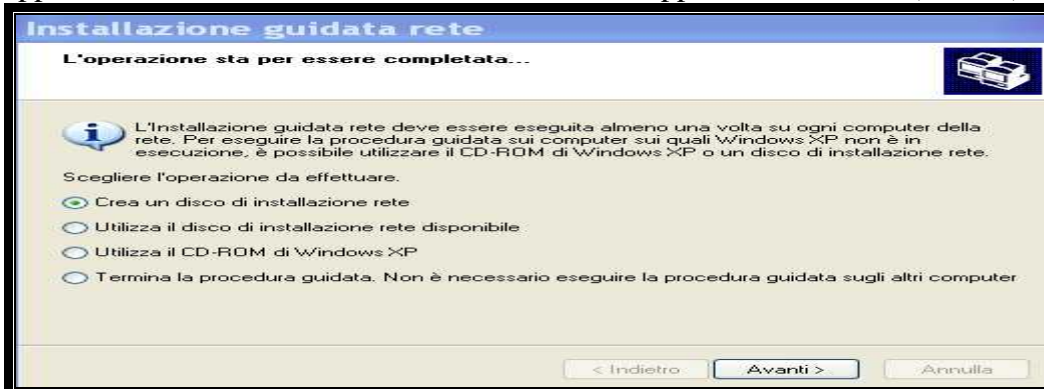 Installazione guidata rete
L'operazione sta per essere completata...
L'Installazione guidata rete deve essere eseguita almeno una volta su ogni computer della
rete. Per eseguire la procedura guidata sui computer sui quali Windows XP non è in
esecuzione, è possibile utilizzare il CD-ROM di Windows XP o un disco di installazione rete.
Scegliere l'operazione da effettuare.
Crea un disco di installazione rete
Utilizza il disco di installazione rete disponibile
Utilizza il CD-ROM di Windows XP
Termina la procedura guidata. Non è necessario eseguire la procedura guidata sugli altri computer
< Indietro
Avanti >
Annulla